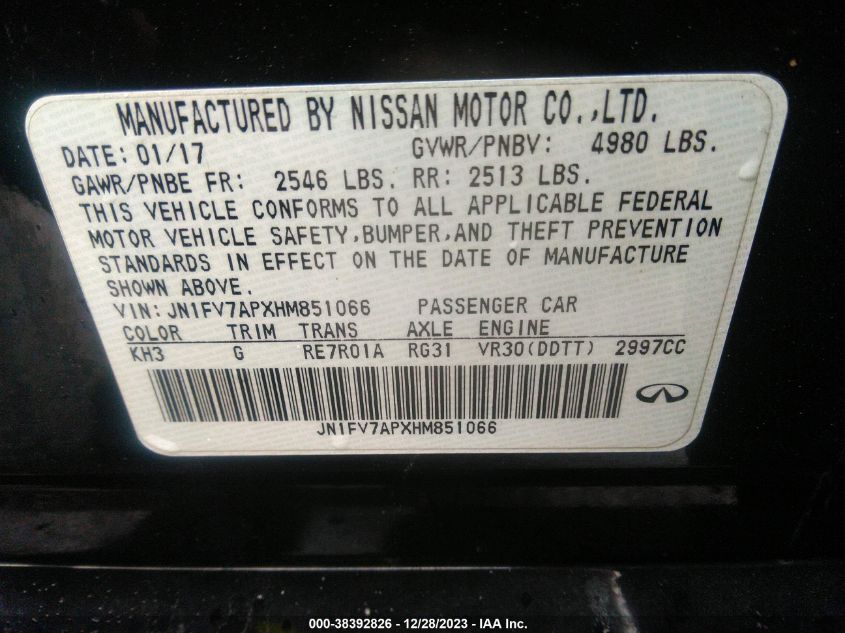 MANUFACTURED BY NISSAN MOTOR CO.,LTD.
DATE: 01/17 GVWR/PNBV: 4980 LBS.
GAWR/PNBE FR: 2546 LBS. RR: 2513 LBS.
THIS VEHICLE CONFORMS TO ALL APPLICABLE FEDERAL
MOTOR VEHICLE SAFETY,BUMPER,AND THEFT PREVENTION
STANDARDS IN EFFECT ON THE DATE OF MANUFACTURE
SHOWN ABOVE.
VIN: JN1FV7APXHM851066 PASSENGER CAR
COLOR TRIM TRANS AXLE ENGINE
KH3 G RE7R01A RG31 VR30(DDTT) 2997CC
JN1FV7APXHM851066
000-38392826 - 12/28/2023 - IAA Inc.